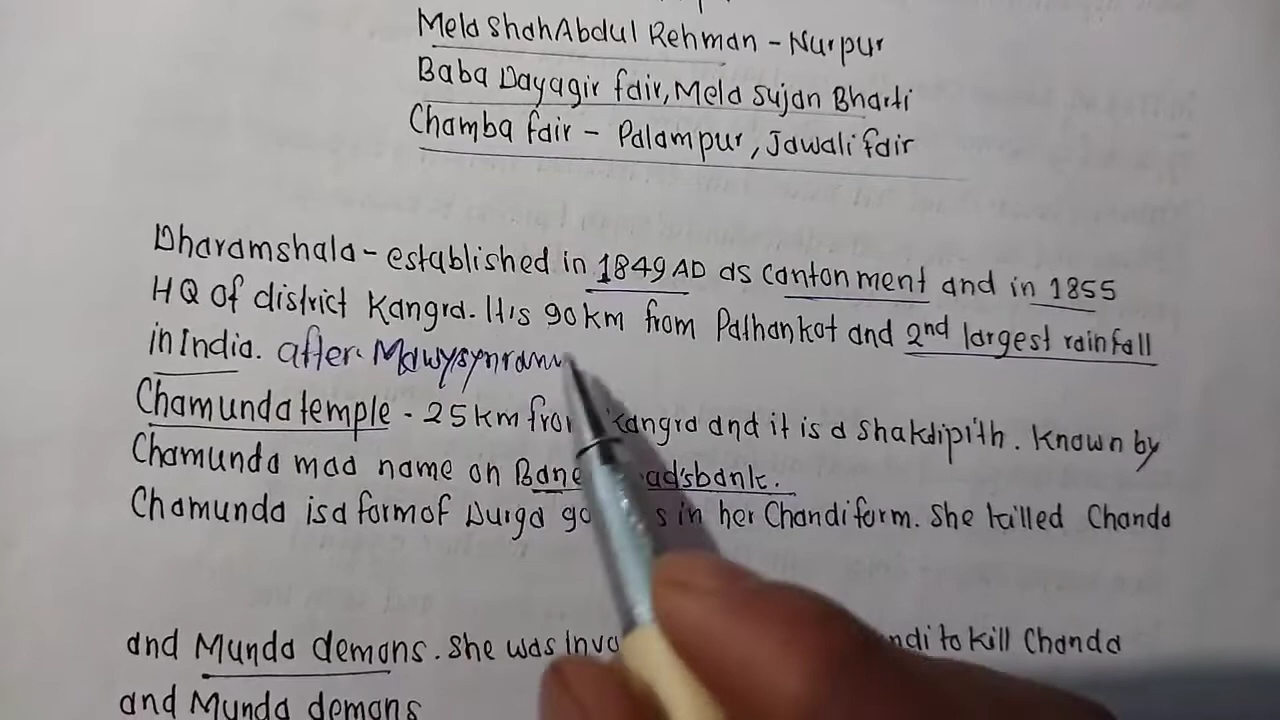 Mela Shah Abdul Rehman - Nurpur
Baba Dayagir fair, Mela Sujan Bharti
Chamba fair - Palampur, Jawali fair
Dharamshala - established in 1849 AD as cantonment and in 1855
HQ Of district Kangra. It is 90 km from Pathankot and 2nd largest rainfall
in India. after
Chamunda temple - 25 km from Kangra and it is a Shaktipith. Known by
Chamunda maa name on
Chamunda is a form of Durga in her Chandi form. She killed Chanda
and Munda demons. She was to kill Chanda
and Munda demons